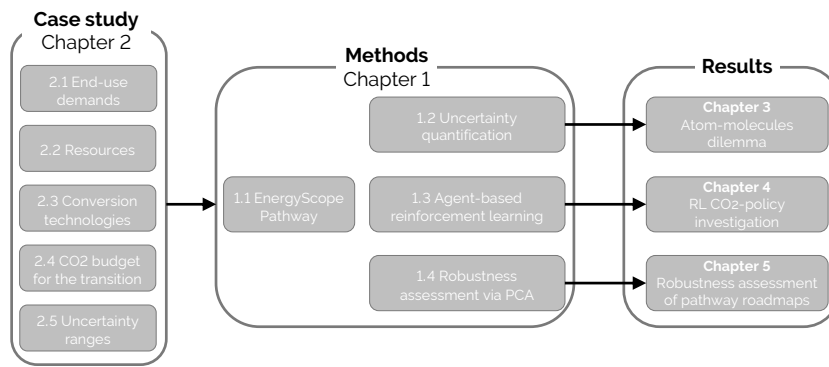 Case study
Chapter 2
2.1 End-use
demands
2.2 Resources
2.3 Conversion
technologies
2.4 CO2 budget
for the transition
2.5 Uncertainty
ranges
Methods
Chapter 1
1.1 EnergyScope
Pathway
1.2 Uncertainty
quantification
1.3 Agent-based
reinforcement learning
1.4 Robustness
assessment via PCA
Results
Chapter 3
Atom-molecules
dilemma
Chapter 4
RL CO2-policy
investigation
Chapter 5
Robustness assessment
of pathway roadmaps